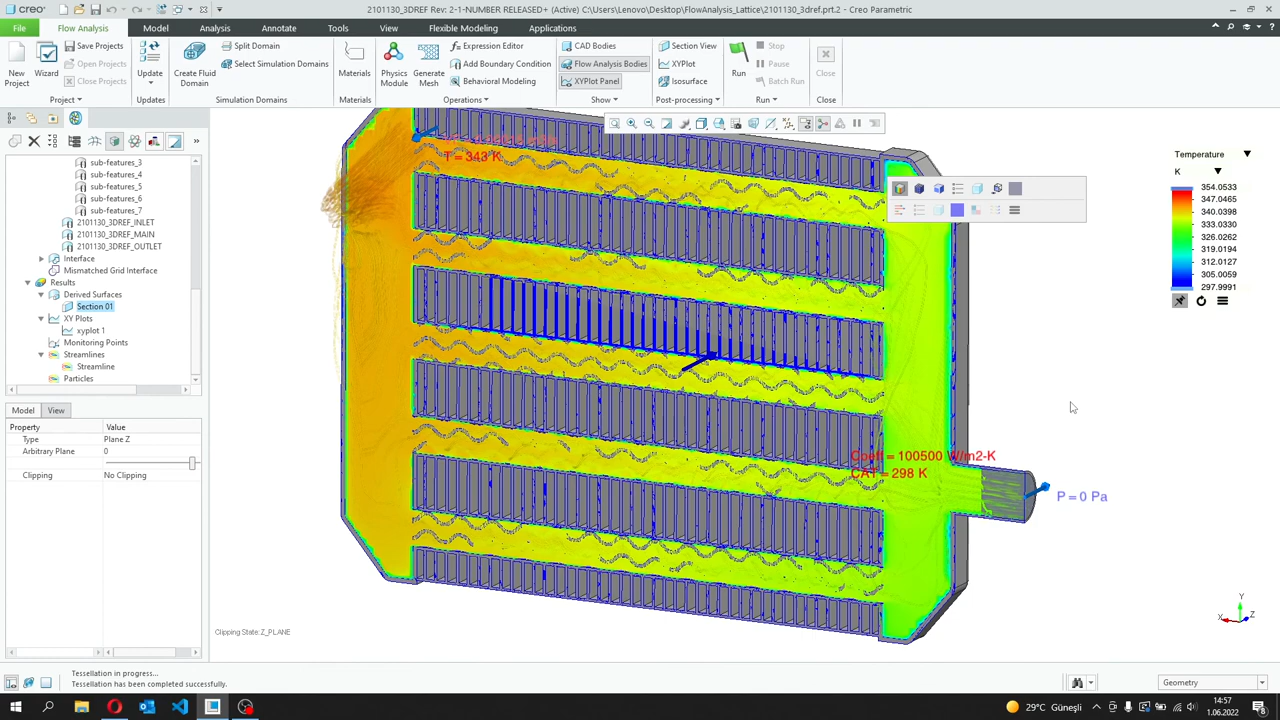 creo
2101130_3DREF Rev: 2-1-NUMBER RELEASED+ (Active) C:\Users\Lenovo\Desktop\FlowAnalysis_Lattice\2101130_3dref.prt.2 - Creo Parametric
File Flow Analysis Model Analysis Annotate Tools View Flexible Modeling Applications
New Project
Wizard
Save Projects
Open Projects
Close Projects
Project
Update
Updates
Create Fluid Domain
Split Domain
Select Simulation Domains
Simulation Domains
Materials
Materials
Physics Module
Generate Mesh
Expression Editor
Add Boundary Condition
Behavioral Modeling
Operations
CAD Bodies
Flow Analysis Bodies
XYPlot Panel
Show
Section View
XYPlot
Isosurface
Post-processing
Run
Stop
Pause
Batch Run
Run
Close
Close
sub-features_3
sub-features_4
sub-features_5
sub-features_6
sub-features_7
2101130_3DREF_INLET
2101130_3DREF_MAIN
2101130_3DREF_OUTLET
Interface
Mismatched Grid Interface
Results
Derived Surfaces
Section 01
XY Plots
xyplot 1
Monitoring Points
Streamlines
Streamline
Particles
Model View
Property Value
Type Plane Z
Arbitrary Plane 0
Clipping No Clipping
T = 343 K
Coeff = 100500 W/m2-K
CAT = 298 K
P = 0 Pa
Temperature
K
354.0533
347.0465
340.0398
333.0330
326.0262
319.0194
312.0127
305.0059
297.9991
Clipping State: Z_PLANE
Y
X
Z
Tessellation in progress...
Tessellation has been completed successfully.
Geometry
29°C Güneşli
14:57
1.06.2022
8